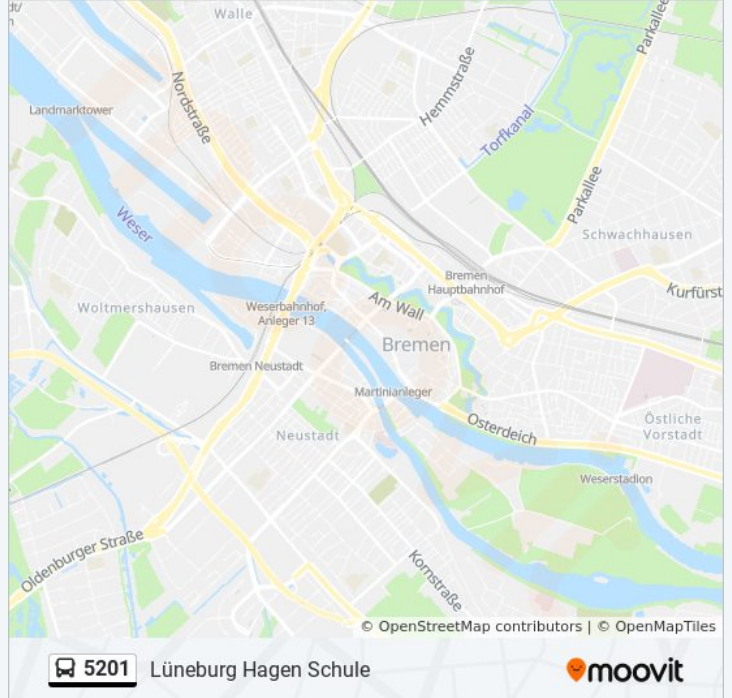 Walle
Parkallee
Nordstraße
Hemmstraße
Landmarktower
Torfkanal
Parkallee
Weser
Schwachhausen
Bremen
Hauptbahnhof
Kurfürst
Woltmershausen
Weserbahnhof,
Anleger 13
Am Wall
Bremen
Bremen Neustadt
Martinianleger
Neustadt
Osterdeich
Östliche
Vorstadt
Weserstadion
Oldenburger Straße
Kornstraße
© OpenStreetMap contributors | © OpenMapTiles
5201 Lüneburg Hagen Schule
moovit